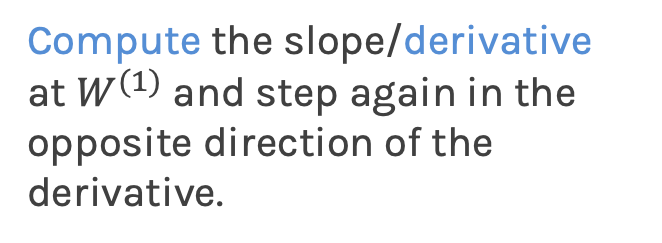 Compute the slope/derivative
at W⁽¹⁾ and step again in the
opposite direction of the
derivative.